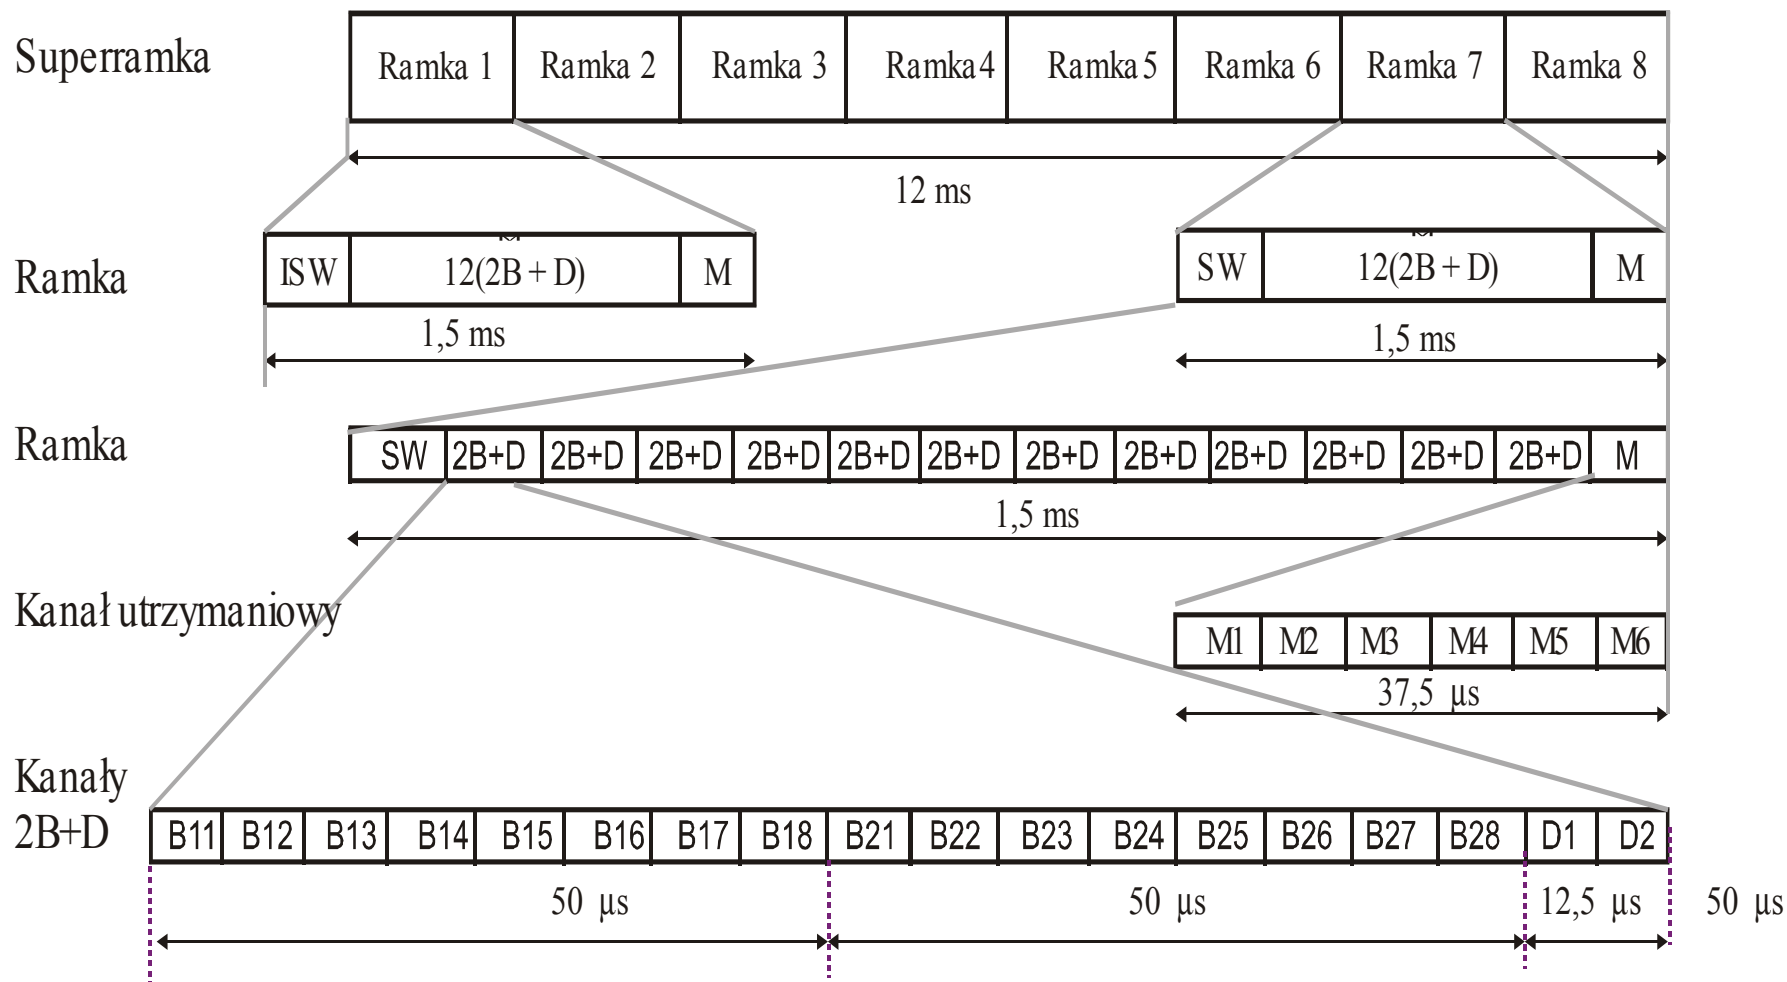 Superramka
Ramka 1 Ramka 2 Ramka 3 Ramka4 Ramka5 Ramka 6 Ramka 7 Ramka 8
12 ms
Ramka
ISW 12(2B + D) M
SW 12(2B + D) M
1,5 ms
1,5 ms
Ramka
SW 2B+D 2B+D 2B+D 2B+D 2B+D 2B+D 2B+D 2B+D 2B+D 2B+D 2B+D 2B+D M
1,5 ms
Kanał utrzymaniowy
M1 M2 M3 M4 M5 M6
37,5 µs
Kanały
2B+D
B11 B12 B13 B14 B15 B16 B17 B18 B21 B22 B23 B24 B25 B26 B27 B28 D1 D2
50 µs 50 µs 12,5 µs 50 µs